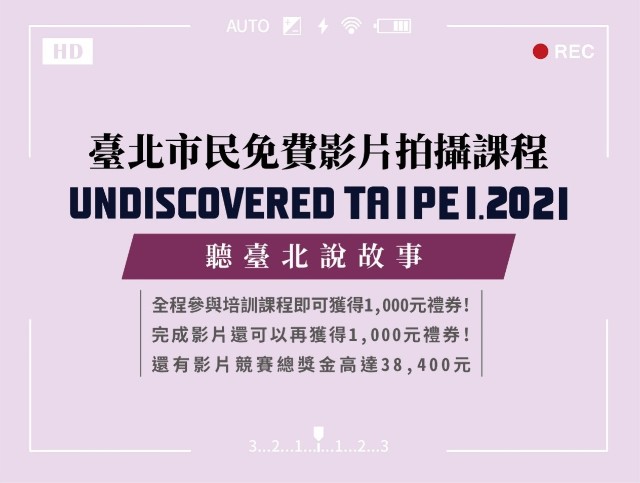 AUTO
HD
REC
臺北市民免費影片拍攝課程
UNDISCOVERED TAIPEI.2021
聽臺北說故事
全程參與培訓課程即可獲得1,000元禮券!
完成影片還可以再獲得1,000元禮券!
還有影片競賽總獎金高達38,400元
3...2...1...ı...1...2...3